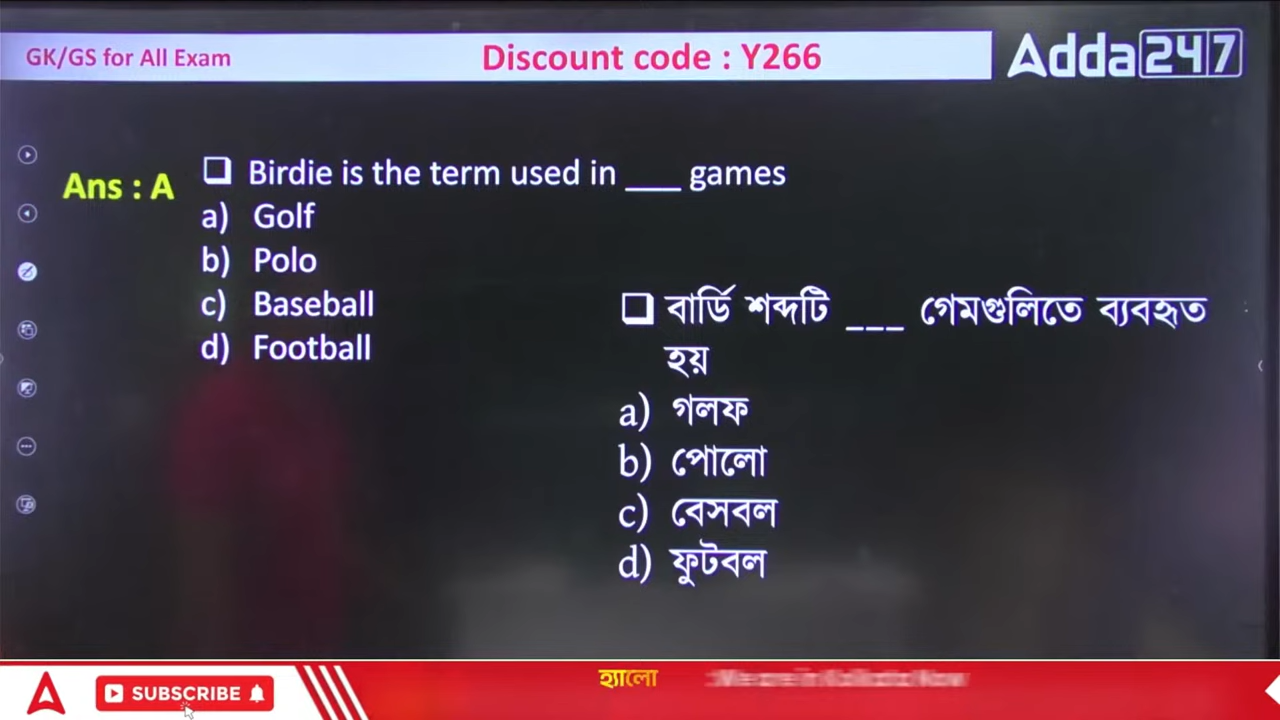 GK/GS for All Exam
Discount code : Y266
Adda247
Ans : A
Birdie is the term used in ___ games
a) Golf
b) Polo
c) Baseball
d) Football
বার্ডি শব্দটি ___ গেমগুলিতে ব্যবহৃত
হয়
a) গলফ
b) পোলো
c) বেসবল
d) ফুটবল
SUBSCRIBE
হ্যালো